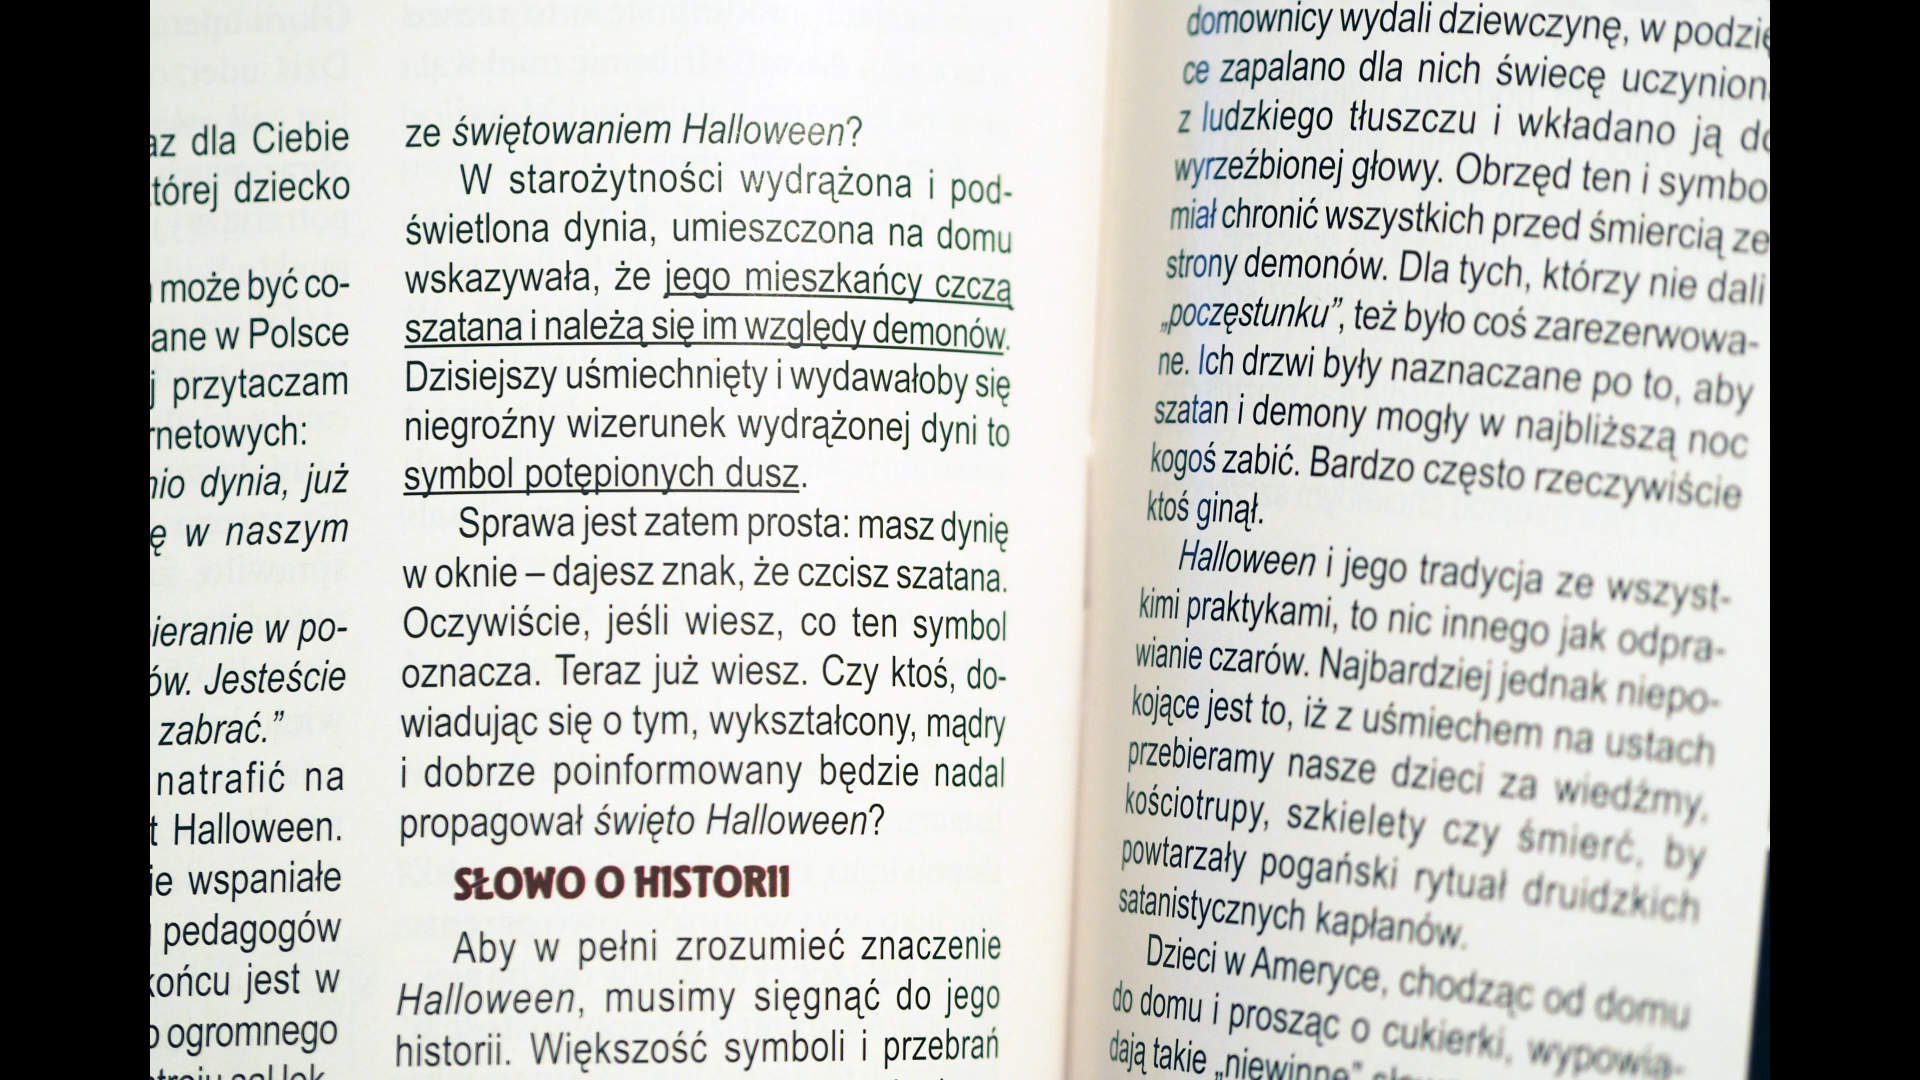 az dla Ciebie
tórej dziecko
może być co-
ane w Polsce
j przytaczam
rnetowych:
nio dynia, już
ę w naszym
ieranie w po-
ów. Jesteście
zabrać.”
natrafić na
t Halloween.
ie wspaniałe
pedagogów
końcu jest w
o ogromnego
ze świętowaniem Halloween?
W starożytności wydrążona i pod-
świetlona dynia, umieszczona na domu
wskazywała, że jego mieszkańcy czczą
szatana i należą się im względy demonów.
Dzisiejszy uśmiechnięty i wydawałoby się
niegroźny wizerunek wydrążonej dyni to
symbol potępionych dusz.
Sprawa jest zatem prosta: masz dynię
w oknie – dajesz znak, że czcisz szatana.
Oczywiście, jeśli wiesz, co ten symbol
oznacza. Teraz już wiesz. Czy ktoś, do-
wiadując się o tym, wykształcony, mądry
i dobrze poinformowany będzie nadal
propagował święto Halloween?
SŁOWO O HISTORII
Aby w pełni zrozumieć znaczenie
Halloween, musimy sięgnąć do jego
historii. Większość symboli i przebrań
domownicy wydali dziewczynę, w podzię
ce zapalano dla nich świecę uczynion
z ludzkiego tłuszczu i wkładano ją do
wyrzeźbionej głowy. Obrzęd ten i symbo
miał chronić wszystkich przed śmiercią ze
strony demonów. Dla tych, którzy nie dali
„poczęstunku”, też było coś zarezerwowa-
ne. Ich drzwi były naznaczane po to, aby
szatan i demony mogły w najbliższą noc
kogoś zabić. Bardzo często rzeczywiście
ktoś ginął.
Halloween i jego tradycja ze wszyst-
kimi praktykami, to nic innego jak odpra-
wianie czarów. Najbardziej jednak niepo-
kojące jest to, iż z uśmiechem na ustach
przebieramy nasze dzieci za wiedźmy,
kościotrupy, szkielety czy śmierć, by
powtarzały pogański rytuał druidzkich
satanistycznych kapłanów.
Dzieci w Ameryce, chodząc od domu
do domu i prosząc o cukierki, wypowia-
dają takie „niewinne”